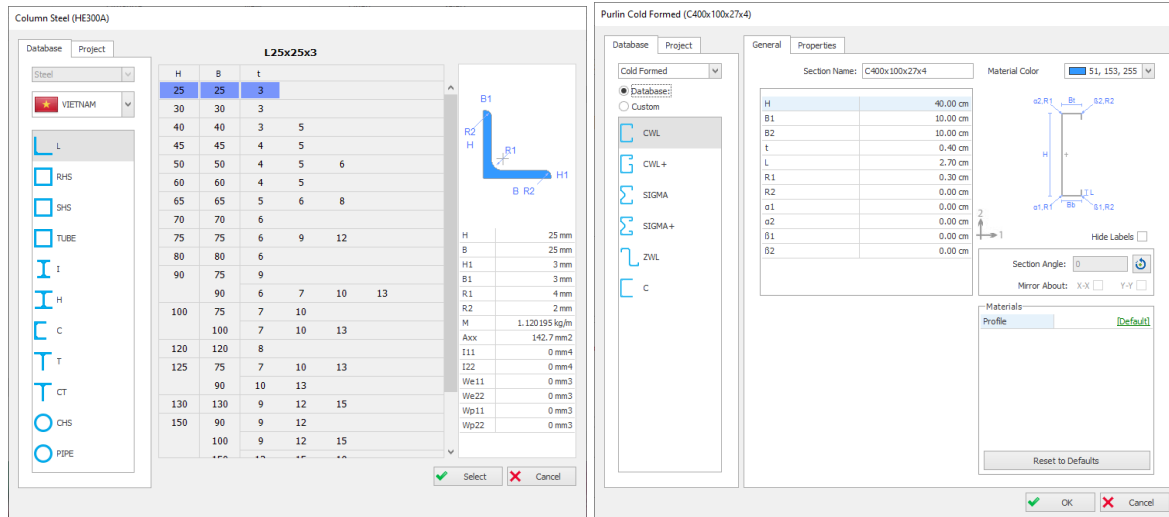 Column Steel (HE300A)
Database Project
L25x25x3
Steel
VIETNAM
L
RHS
SHS
TUBE
I
H
C
T
CT
CHS
PIPE
H B t
25 25 3
30 30 3
40 40 3 5
45 45 4 5
50 50 4 5 6
60 60 4 5
65 65 5 6 8
70 70 6
75 75 6 9 12
80 80 6
90 75 9
90 6 7 10 13
100 75 7 10
100 7 10 13
120 120 8
125 75 7 10 13
90 10 13
130 130 9 12 15
150 90 9 12
100 9 12 15
B1
R2
H
R1
H1
B R2
H 25 mm
B 25 mm
H1 3 mm
B1 3 mm
R1 4 mm
R2 2 mm
M 1.120195 kg/m
Axx 142.7 mm2
I11 0 mm4
I22 0 mm4
We11 0 mm3
We22 0 mm3
Wp11 0 mm3
Wp22 0 mm3
Select Cancel
Purlin Cold Formed (C400x100x27x4)
Database Project
Cold Formed
Database:
Custom
CWL
CWL+
SIGMA
SIGMA+
ZWL
C
General Properties
Section Name: C400x100x27x4 Material Color 51, 153, 255
H 40.00 cm
B1 10.00 cm
B2 10.00 cm
t 0.40 cm
L 2.70 cm
R1 0.30 cm
R2 0.00 cm
α1 0.00 cm
α2 0.00 cm
ß1 0.00 cm
ß2 0.00 cm
α2,R1 Bt ß2,R2
H
L
α1,R1 Bb ß1,R2
2
1
Hide Labels
Section Angle: 0
Mirror About: X-X Y-Y
Materials
Profile [Default]
Reset to Defaults
OK Cancel